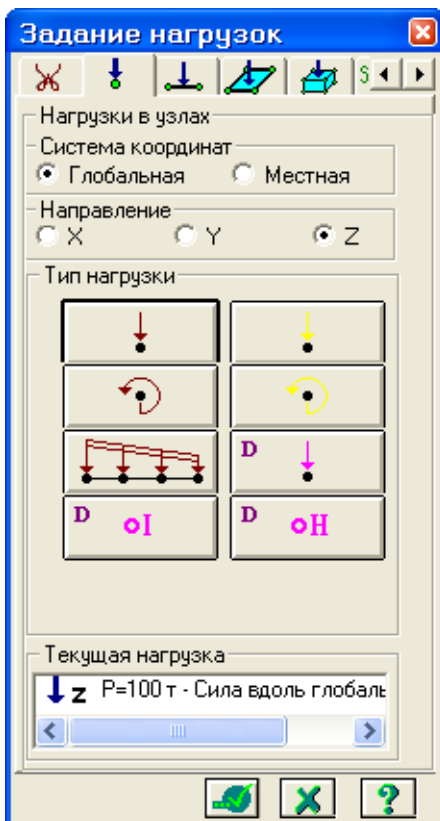 Задание нагрузок
S
Нагрузки в узлах
Система координат
Глобальная Местная
Направление
X Y Z
Тип нагрузки
D
D I D H
Текущая нагрузка
z P=100 т - Сила вдоль глобаль
?